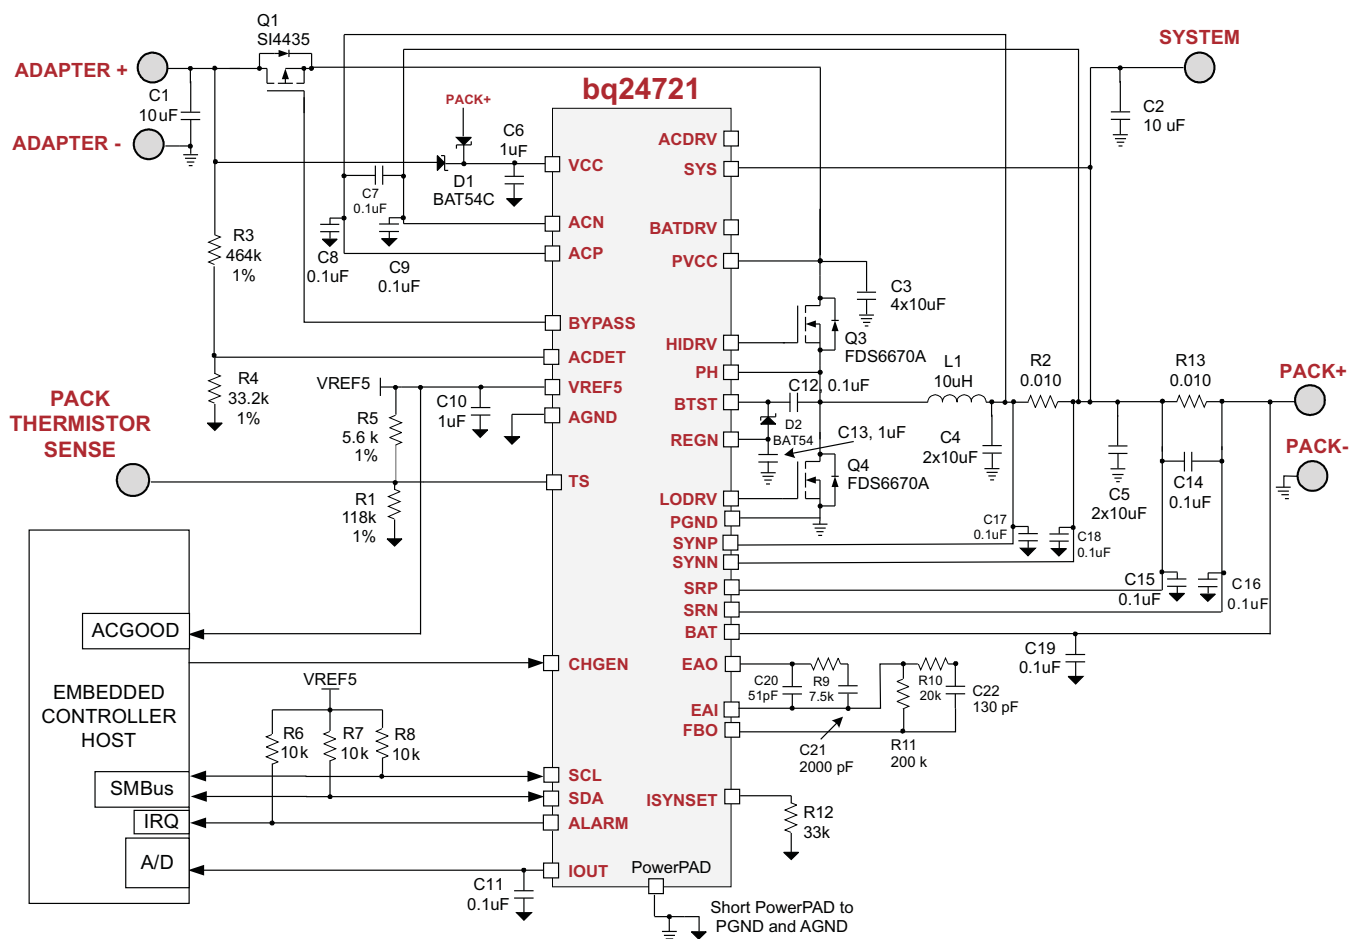 Q1
SI4435
ADAPTER +
C1
10uF
ADAPTER -
SYSTEM
C2
10 uF
bq24721
PACK+
C6
1uF
D1
BAT54C
C7
0.1uF
C8
0.1uF
C9
0.1uF
R3
464k
1%
R4
33.2k
1%
VCC
ACN
ACP
BYPASS
ACDET
VREF5
AGND
TS
CHGEN
SCL
SDA
ALARM
IOUT
ACDRV
SYS
BATDRV
PVCC
HIDRV
PH
BTST
REGN
LODRV
PGND
SYNP
SYNN
SRP
SRN
BAT
EAO
EAI
FBO
ISYNSET
PowerPAD
C3
4x10uF
Q3
FDS6670A
C12, 0.1uF
D2
BAT54
C13, 1uF
Q4
FDS6670A
L1
10uH
R2
0.010
R13
0.010
PACK+
PACK-
C4
2x10uF
C5
2x10uF
C14
0.1uF
C17
0.1uF
C18
0.1uF
C15
0.1uF
C16
0.1uF
C19
0.1uF
PACK
THERMISTOR
SENSE
VREF5
R5
5.6 k
1%
C10
1uF
R1
118k
1%
ACGOOD
EMBEDDED
CONTROLLER
HOST
SMBus
IRQ
A/D
VREF5
R6
10k
R7
10k
R8
10k
C11
0.1uF
C20
51pF
R9
7.5k
C21
2000 pF
R10
20k
R11
200 k
C22
130 pF
R12
33k
Short PowerPAD to
PGND and AGND